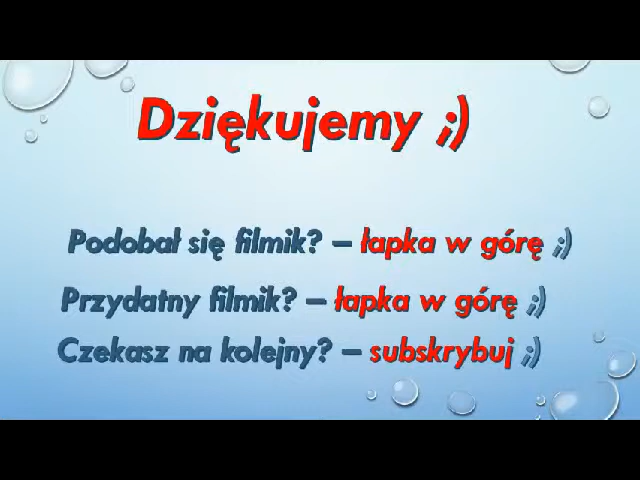 Dziękujemy ;)
Podobał się filmik? – łapka w górę ;)
Przydatny filmik? – łapka w górę ;)
Czekasz na kolejny? – subskrybuj ;)